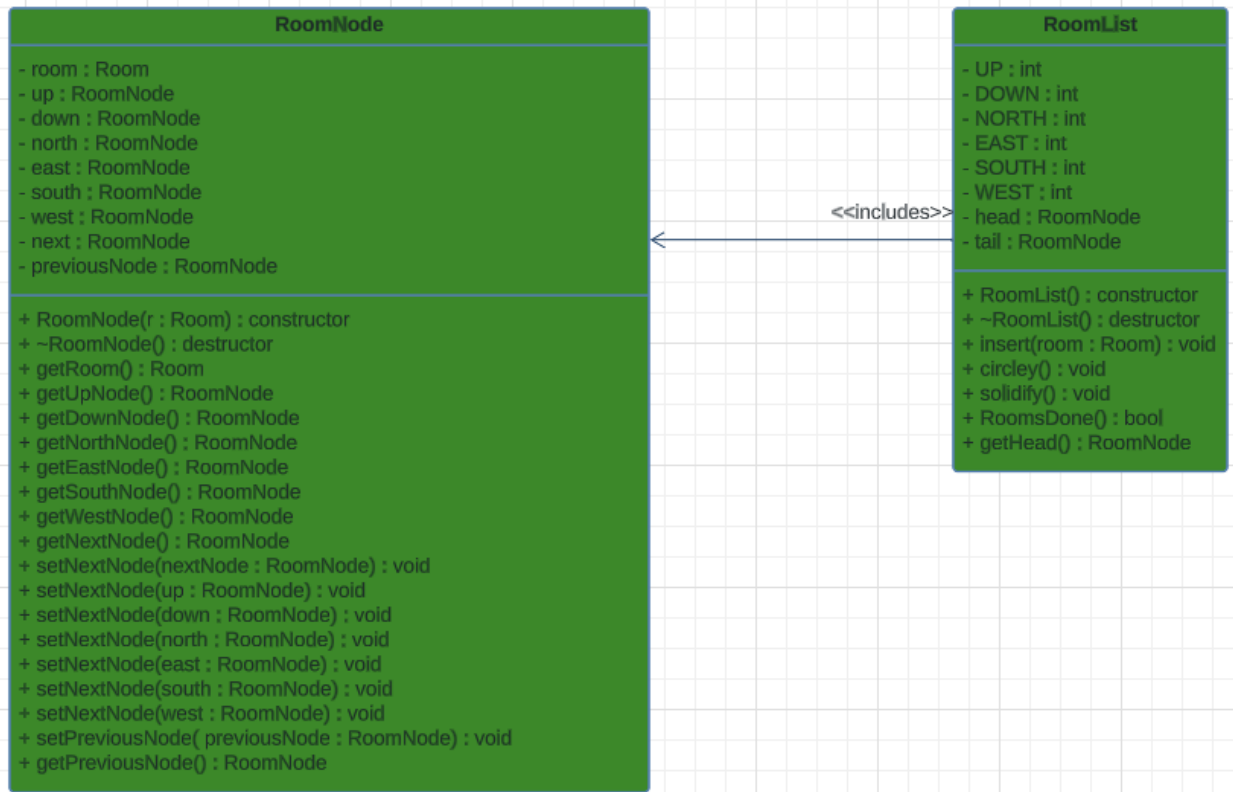 RoomNode
- room : Room
- up : RoomNode
- down : RoomNode
- north : RoomNode
- east : RoomNode
- south : RoomNode
- west : RoomNode
- next : RoomNode
- previousNode : RoomNode
+ RoomNode(r : Room) : constructor
+ ~RoomNode() : destructor
+ getRoom() : Room
+ getUpNode() : RoomNode
+ getDownNode() : RoomNode
+ getNorthNode() : RoomNode
+ getEastNode() : RoomNode
+ getSouthNode() : RoomNode
+ getWestNode() : RoomNode
+ getNextNode() : RoomNode
+ setNextNode(nextNode : RoomNode) : void
+ setNextNode(up : RoomNode) : void
+ setNextNode(down : RoomNode) : void
+ setNextNode(north : RoomNode) : void
+ setNextNode(east : RoomNode) : void
+ setNextNode(south : RoomNode) : void
+ setNextNode(west : RoomNode) : void
+ setPreviousNode( previousNode : RoomNode) : void
+ getPreviousNode() : RoomNode
<<includes>>
RoomList
- UP : int
- DOWN : int
- NORTH : int
- EAST : int
- SOUTH : int
- WEST : int
- head : RoomNode
- tail : RoomNode
+ RoomList() : constructor
+ ~RoomList() : destructor
+ insert(room : Room) : void
+ circley() : void
+ solidify() : void
+ RoomsDone() : bool
+ getHead() : RoomNode